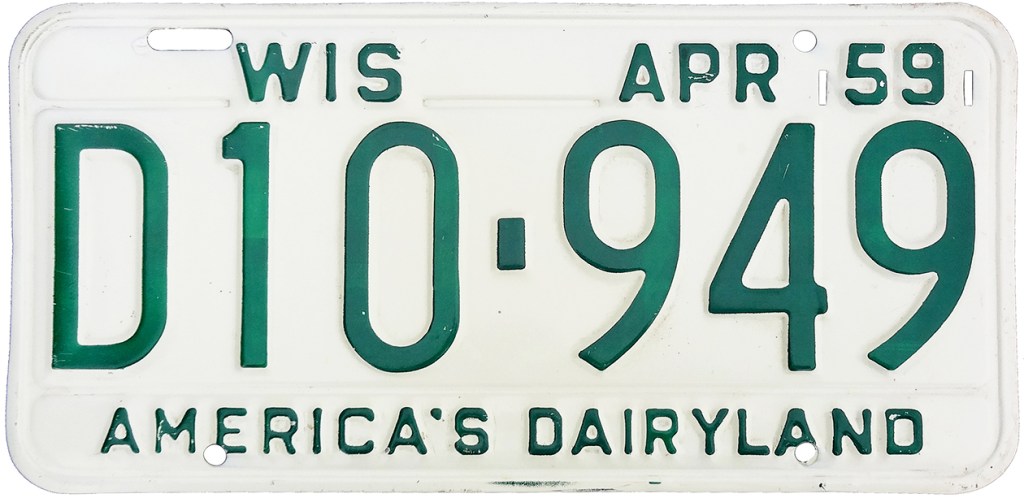 WIS APR 59
D10-949
AMERICA'S DAIRYLAND